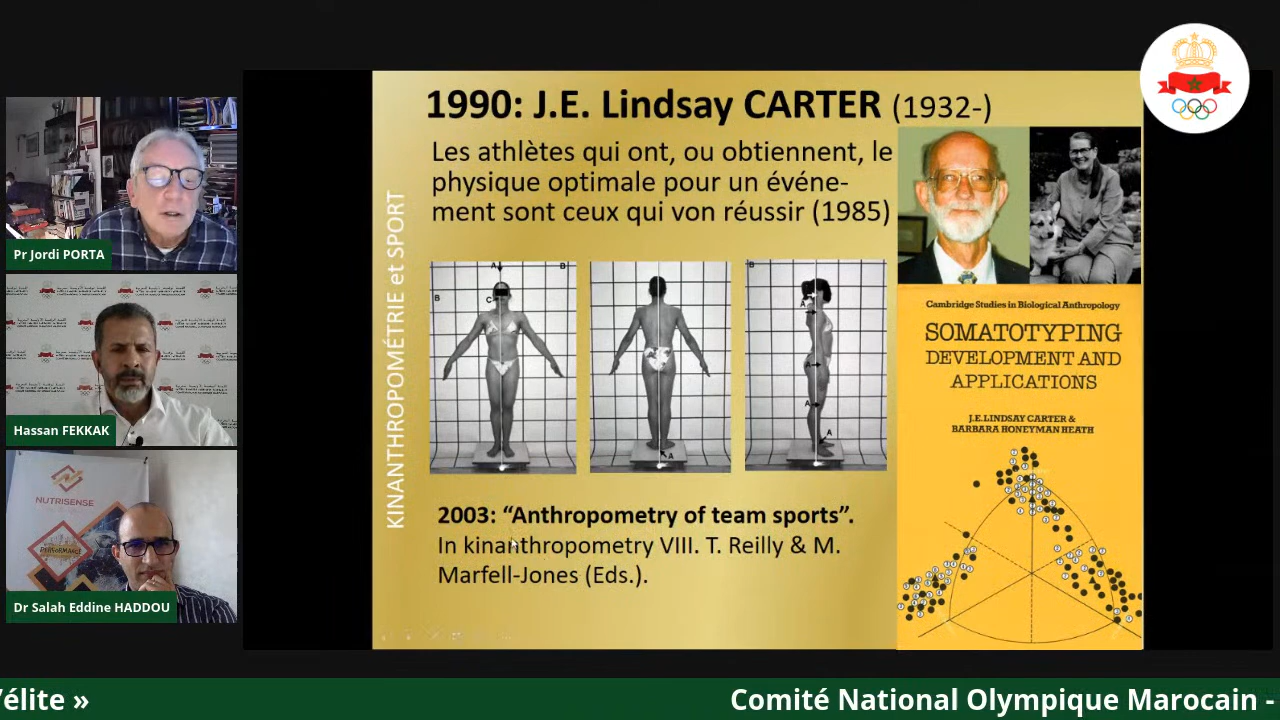 1990: J.E. Lindsay CARTER (1932-)
Les athlètes qui ont, ou obtiennent, le
physique optimale pour un événe-
ment sont ceux qui von réussir (1985)
KINANTHROPOMÉTRIE et SPORT
A
B
B
C
A
B
A
A
A
A
Cambridge Studies in Biological Anthropology
SOMATOTYPING
DEVELOPMENT AND
APPLICATIONS
J.E. LINDSAY CARTER &
BARBARA HONEYMAN HEATH
2003: “Anthropometry of team sports”.
In kinanthropometry VIII. T. Reilly & M.
Marfell-Jones (Eds.).
Pr Jordi PORTA
Hassan FEKKAK
NUTRISENSE
PERFORMANCE
Dr Salah Eddine HADDOU
’élite »
Comité National Olympique Marocain -